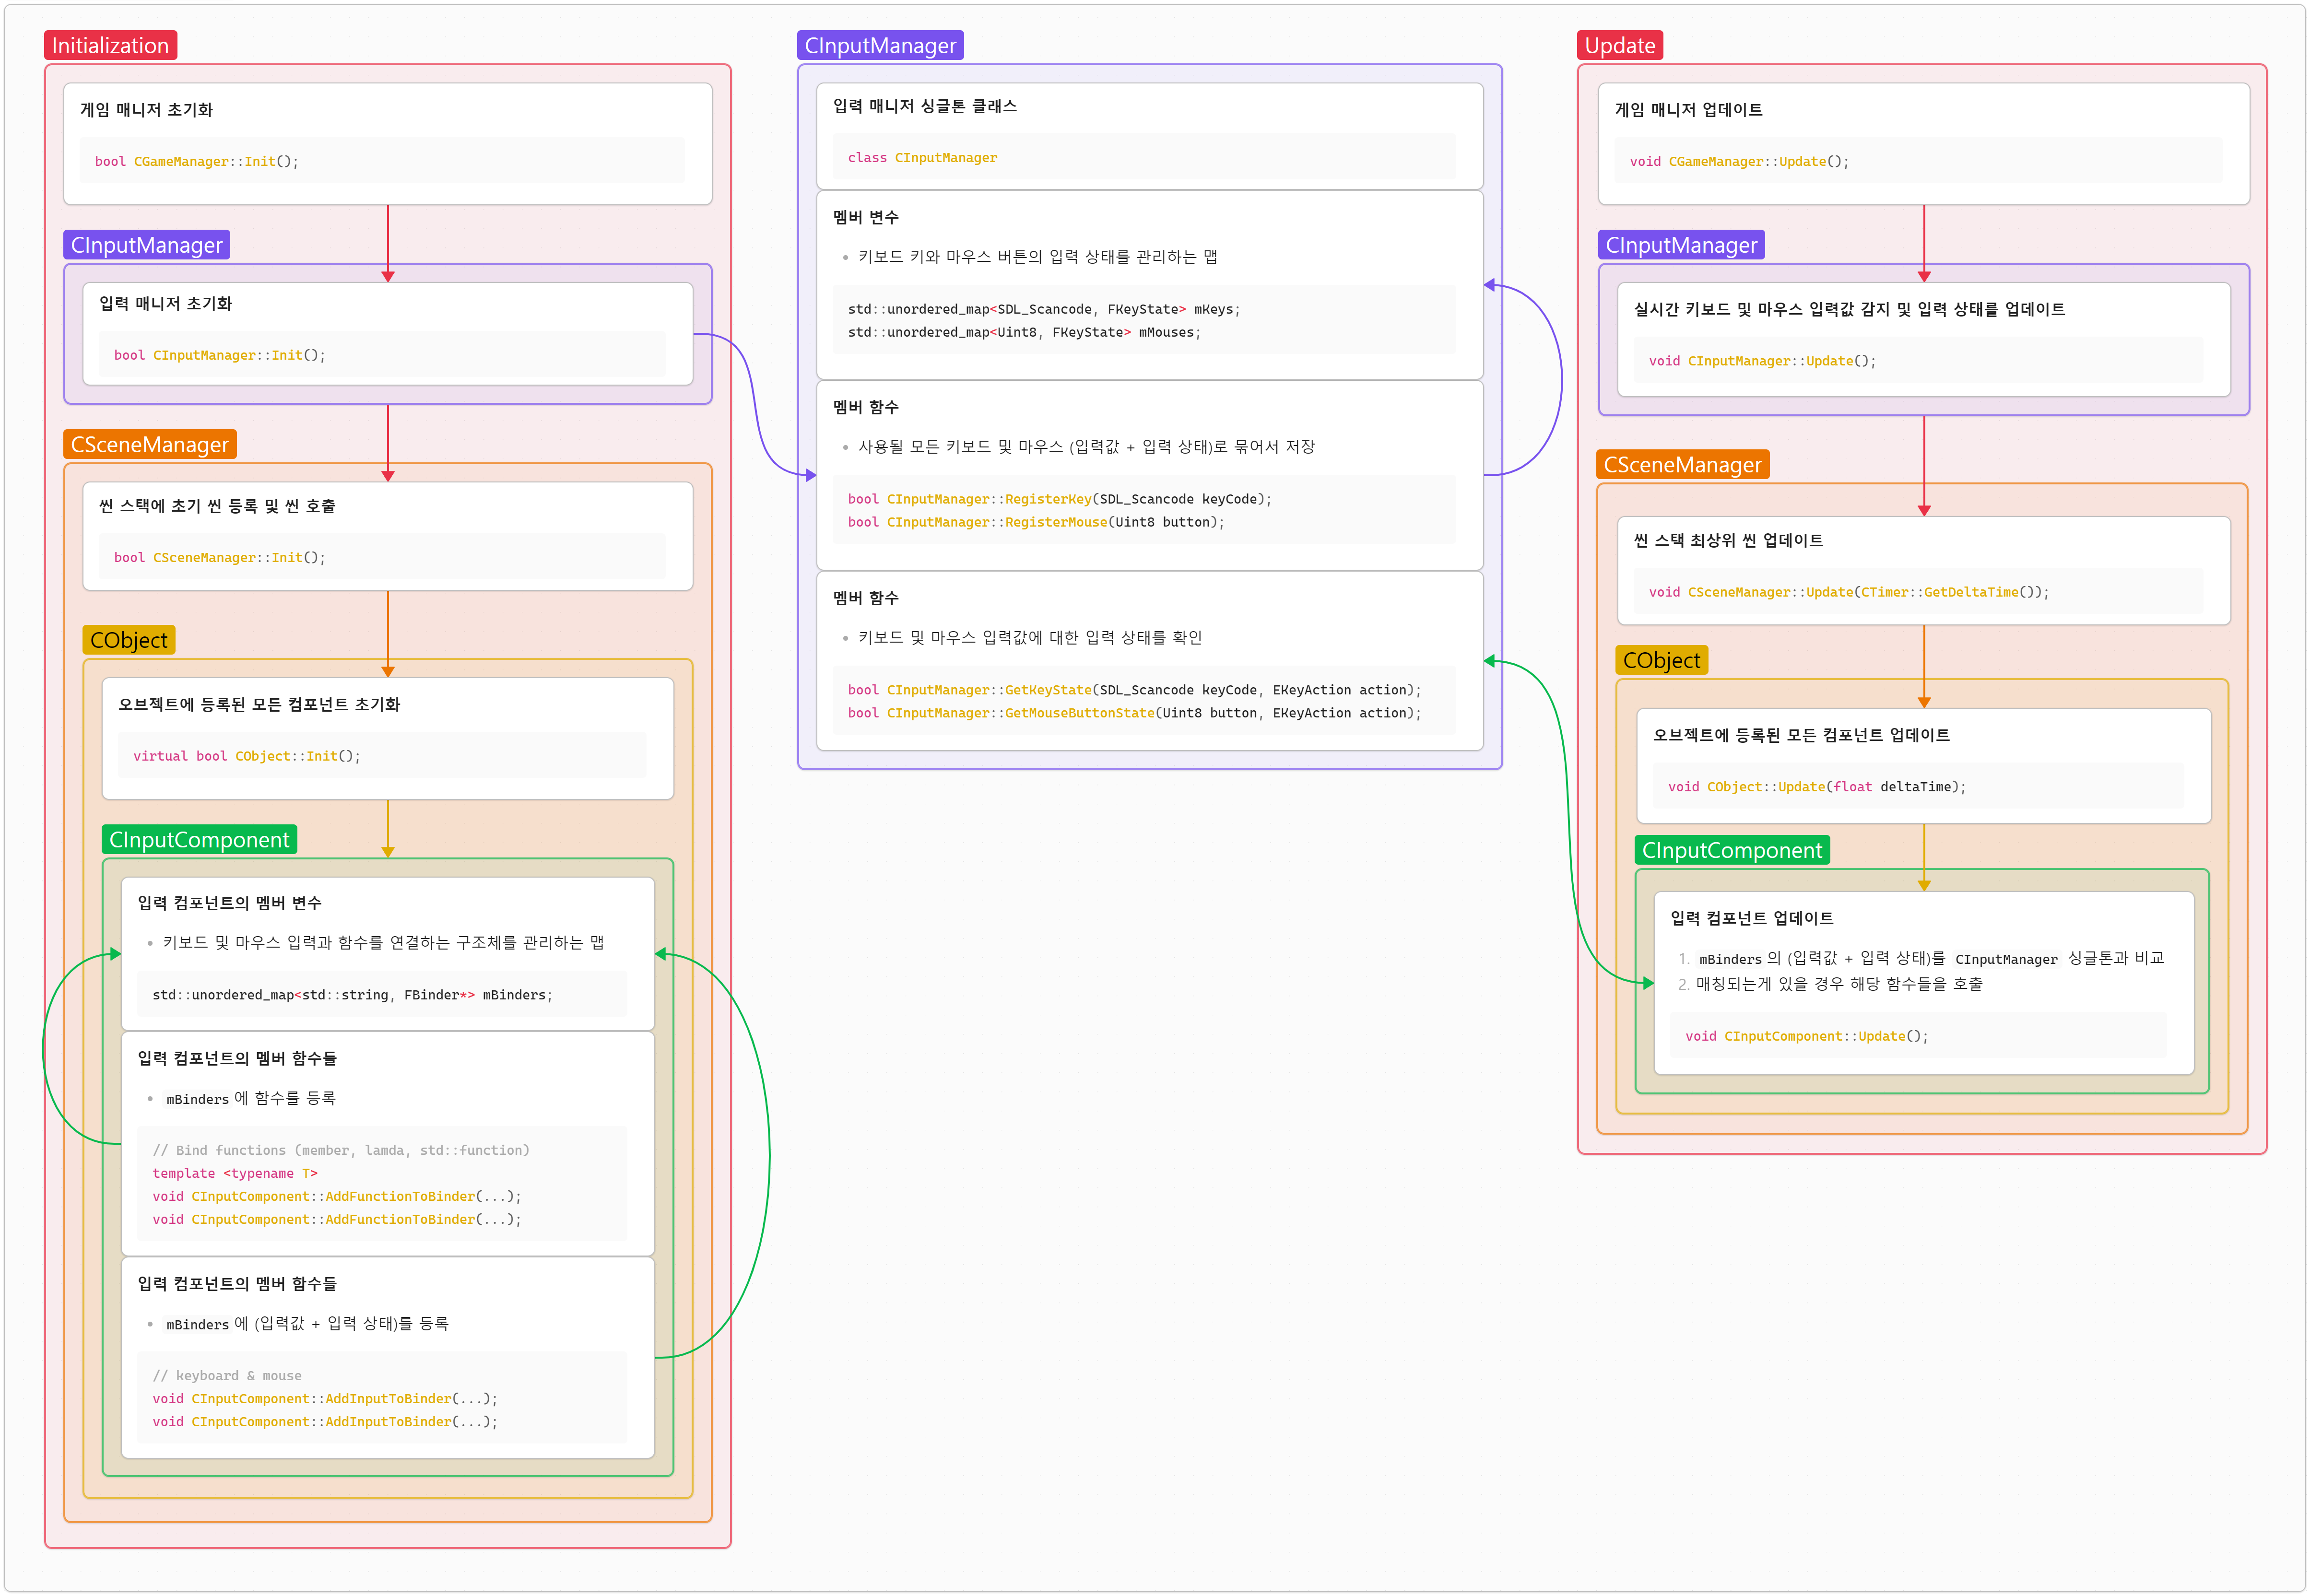 Initialization
게임 매니저 초기화
bool CGameManager::Init();
CInputManager
입력 매니저 초기화
bool CInputManager::Init();
CSceneManager
씬 스택에 초기 씬 등록 및 씬 호출
bool CSceneManager::Init();
CObject
오브젝트에 등록된 모든 컴포넌트 초기화
virtual bool CObject::Init();
CInputComponent
입력 컴포넌트의 멤버 변수
• 키보드 및 마우스 입력과 함수를 연결하는 구조체를 관리하는 맵
std::unordered_map<std::string, FBinder*> mBinders;
입력 컴포넌트의 멤버 함수들
• mBinders 에 함수를 등록
// Bind functions (member, lamda, std::function)
template <typename T>
void CInputComponent::AddFunctionToBinder(...);
void CInputComponent::AddFunctionToBinder(...);
입력 컴포넌트의 멤버 함수들
• mBinders 에 (입력값 + 입력 상태)를 등록
// keyboard & mouse
void CInputComponent::AddInputToBinder(...);
void CInputComponent::AddInputToBinder(...);
CInputManager
입력 매니저 싱글톤 클래스
class CInputManager
멤버 변수
• 키보드 키와 마우스 버튼의 입력 상태를 관리하는 맵
std::unordered_map<SDL_Scancode, FKeyState> mKeys;
std::unordered_map<Uint8, FKeyState> mMouses;
멤버 함수
• 사용될 모든 키보드 및 마우스 (입력값 + 입력 상태)로 묶어서 저장
bool CInputManager::RegisterKey(SDL_Scancode keyCode);
bool CInputManager::RegisterMouse(Uint8 button);
멤버 함수
• 키보드 및 마우스 입력값에 대한 입력 상태를 확인
bool CInputManager::GetKeyState(SDL_Scancode keyCode, EKeyAction action);
bool CInputManager::GetMouseButtonState(Uint8 button, EKeyAction action);
Update
게임 매니저 업데이트
void CGameManager::Update();
CInputManager
실시간 키보드 및 마우스 입력값 감지 및 입력 상태를 업데이트
void CInputManager::Update();
CSceneManager
씬 스택 최상위 씬 업데이트
void CSceneManager::Update(CTimer::GetDeltaTime());
CObject
오브젝트에 등록된 모든 컴포넌트 업데이트
void CObject::Update(float deltaTime);
CInputComponent
입력 컴포넌트 업데이트
1. mBinders 의 (입력값 + 입력 상태)를 CInputManager 싱글톤과 비교
2. 매칭되는게 있을 경우 해당 함수들을 호출
void CInputComponent::Update();